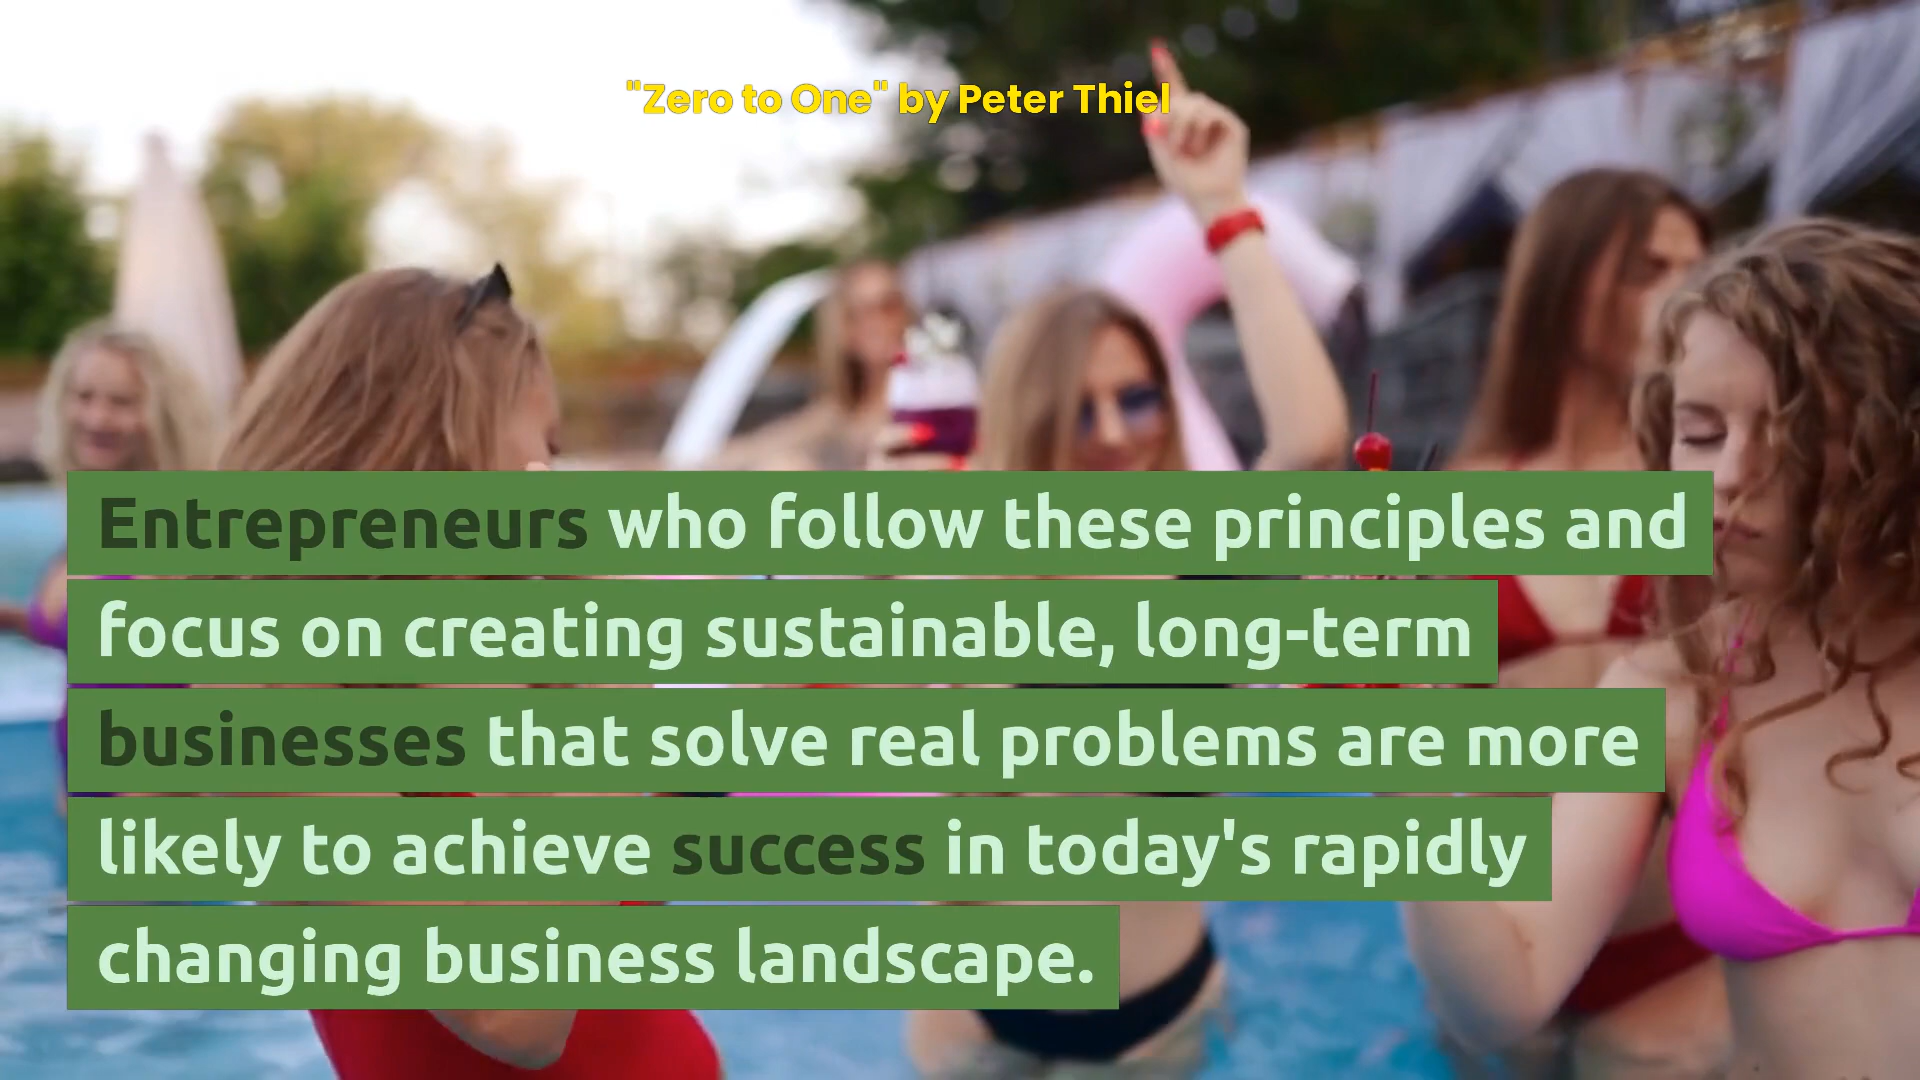 "Zero to One" by Peter Thiel
Entrepreneurs who follow these principles and
focus on creating sustainable, long-term
businesses that solve real problems are more
likely to achieve success in today's rapidly
changing business landscape.